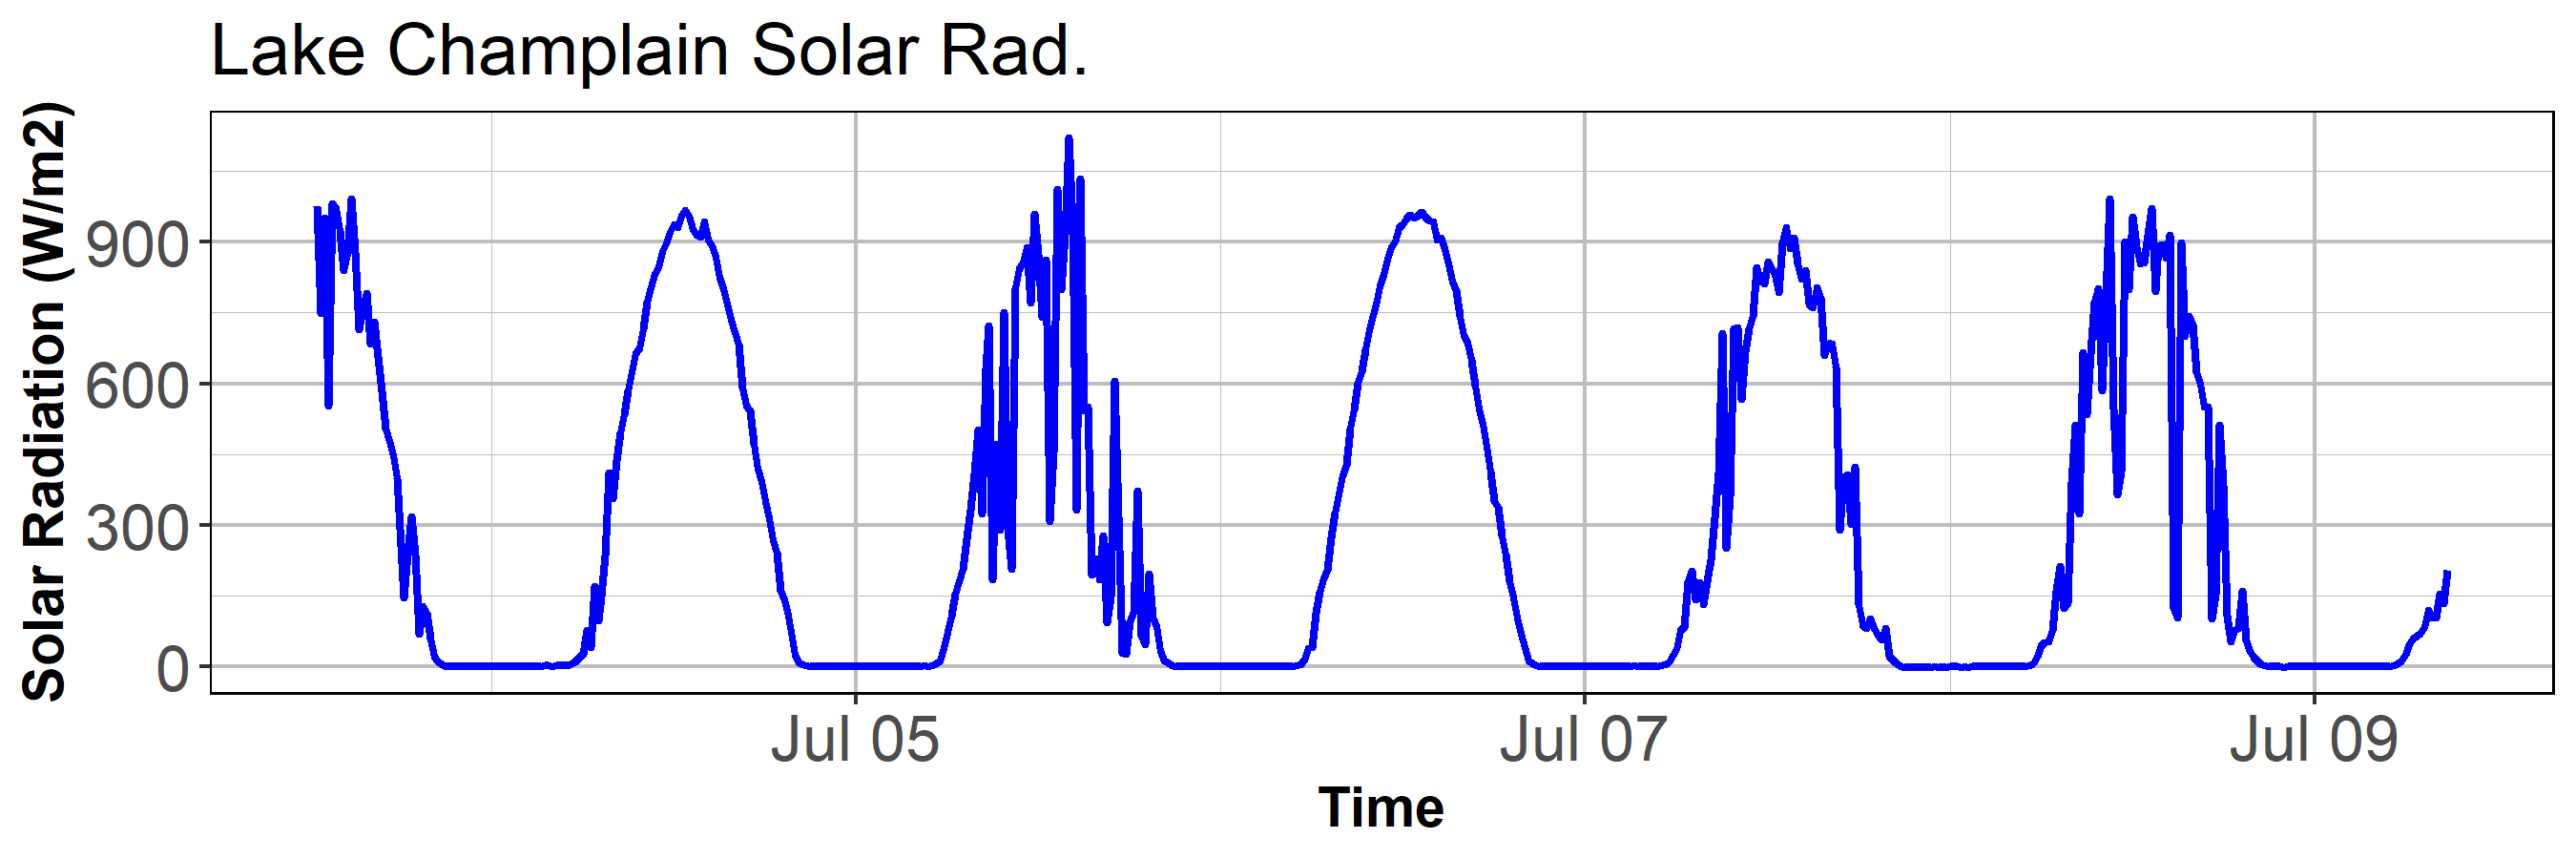 Lake Champlain Solar Rad.
Solar Radiation (W/m2)
900
600
300
0
Jul 05 Jul 07 Jul 09
Time